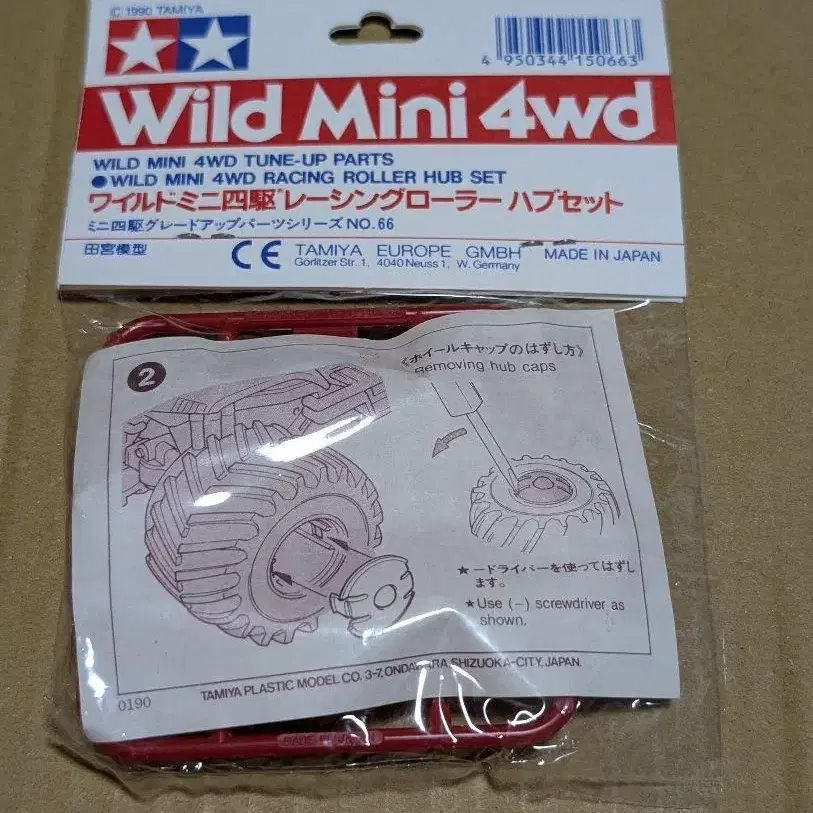 © 1990 TAMIYA
4 950344 150663
Wild Mini 4wd
WILD MINI 4WD TUNE-UP PARTS
●WILD MINI 4WD RACING ROLLER HUB SET
ワイルドミニ四駆レーシングローラー ハブセット
ミニ四駆グレードアップパーツシリーズ NO.66
田宮模型
CE TAMIYA EUROPE GMBH
Görlitzer Str. 1, 4040 Neuss 1, W. Germany
MADE IN JAPAN
2
《ホイールキャップのはずし方》
Removing hub caps
★ー ドライバーを使ってはずし
ます。
★Use (−) screwdriver as
shown.
0190
TAMIYA PLASTIC MODEL CO. 3-7, ONDAWARA, SHIZUOKA-CITY, JAPAN.
MADE IN JAPAN